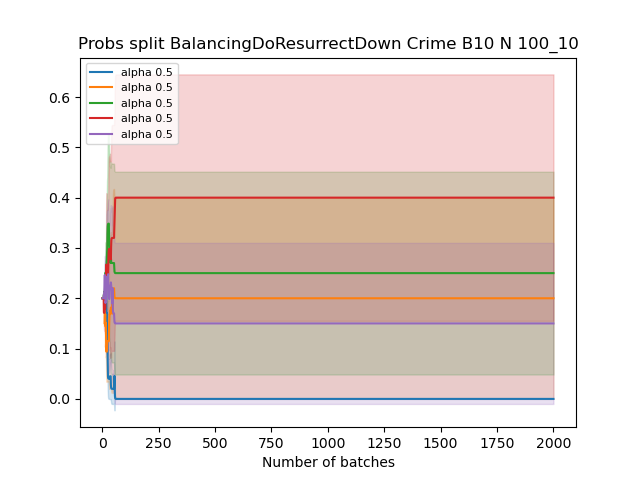 Probs split BalancingDoResurrectDown Crime B10 N 100_10
alpha 0.5
alpha 0.5
alpha 0.5
alpha 0.5
alpha 0.5
0.6
0.5
0.4
0.3
0.2
0.1
0.0
0 250 500 750 1000 1250 1500 1750 2000
Number of batches